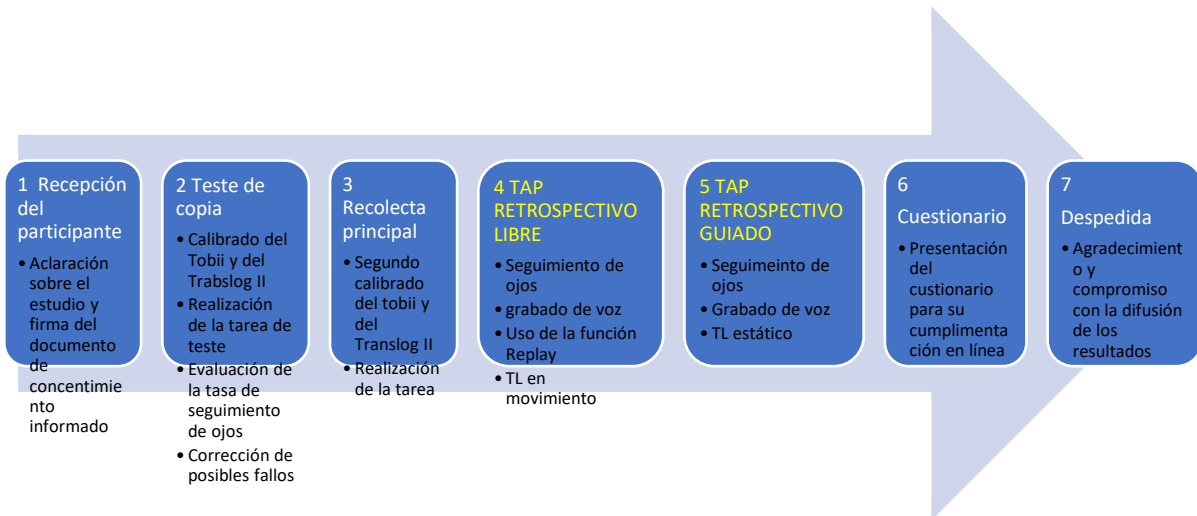 1 Recepción
del
participante
• Aclaración
sobre el
estudio y
firma del
documento
de
concentimie
nto
informado
2 Teste de
copia
• Calibrado del
Tobii y del
Trabslog II
• Realización
de la tarea de
teste
• Evaluación de
la tasa de
seguimiento
de ojos
• Corrección de
posibles fallos
3
Recolecta
principal
• Segundo
calibrado
del tobii y
del
Translog II
• Realización
de la tarea
4 TAP
RETROSPECTIVO
LIBRE
• Seguimiento de
ojos
• grabado de voz
• Uso de la función
Replay
• TL en
movimiento
5 TAP
RETROSPECTIVO
GUIADO
• Seguimeinto de
ojos
• Grabado de voz
• TL estático
6
Cuestionario
• Presentación
del
custionario
para su
cumplimenta
ción en línea
7
Despedida
• Agradecimient
o y
compromiso
con la difusión
de los
resultados